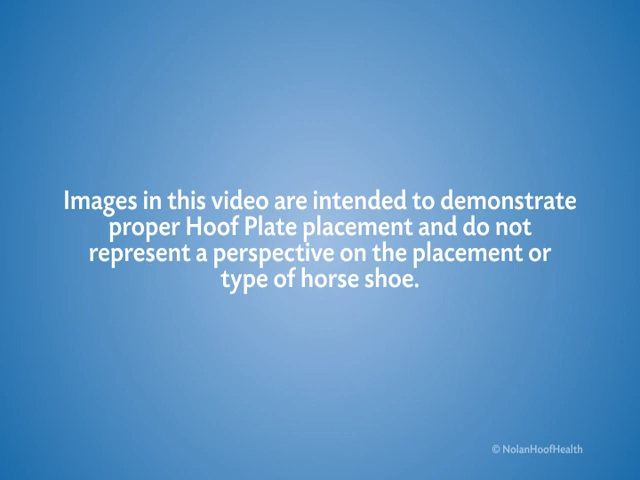 Images in this video are intended to demonstrate
proper Hoof Plate placement and do not
represent a perspective on the placement or
type of horse shoe.
© NolanHoofHealth